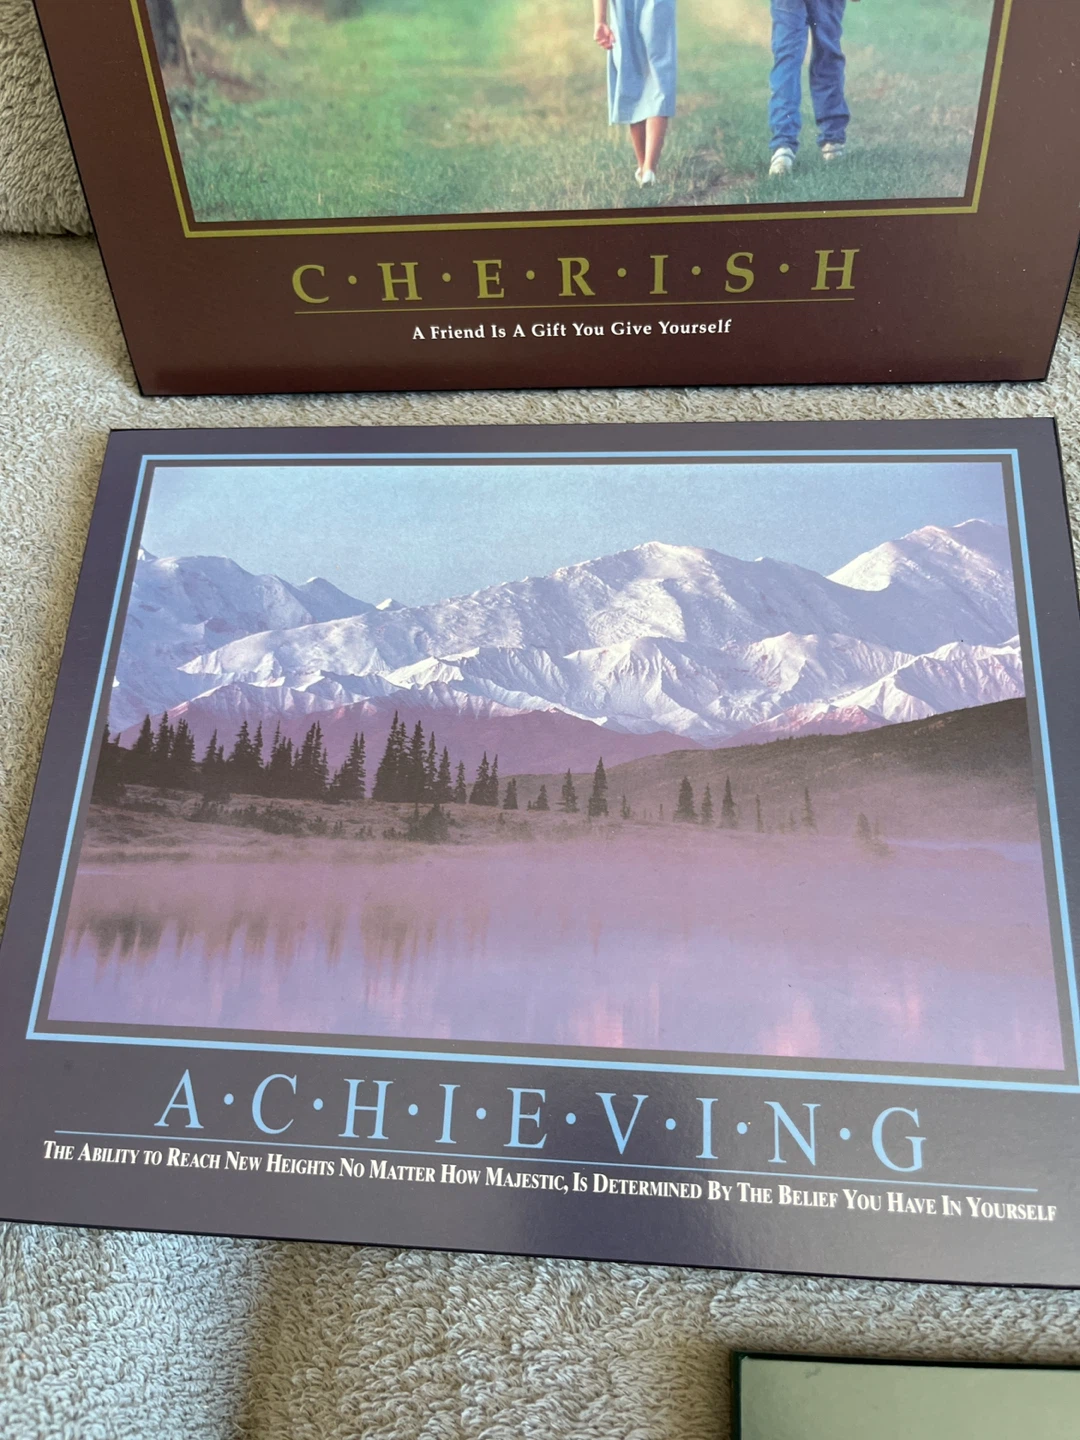 C·H·E·R·I·S·H
A Friend Is A Gift You Give Yourself
A·C·H·I·E·V·I·N·G
The Ability to Reach New Heights No Matter How Majestic, Is Determined By The Belief You Have In Yourself